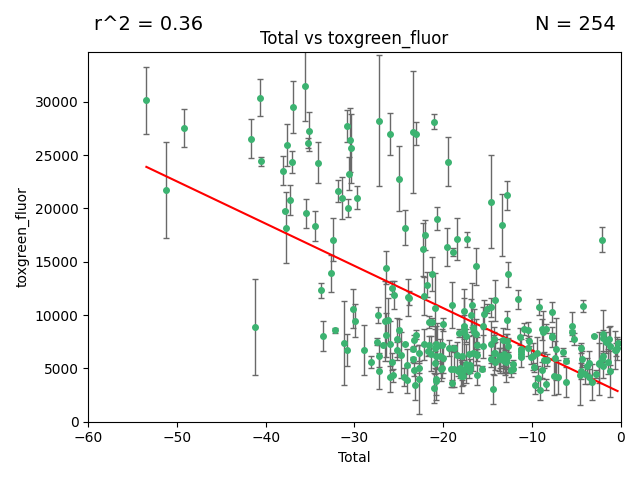 r^2 = 0.36
N = 254
Total vs toxgreen_fluor
30000
25000
20000
15000
10000
5000
0
toxgreen_fluor
−60
−50
−40
−30
−20
−10
0
Total